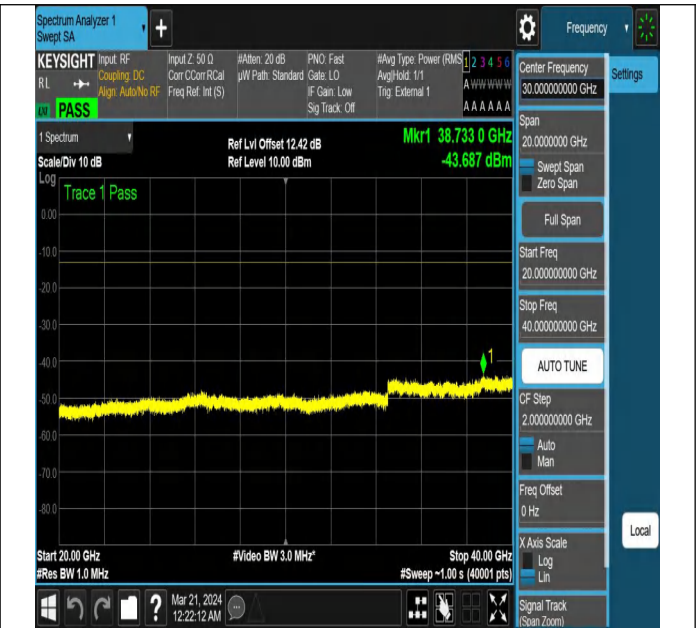 Spectrum Analyzer 1
Swept SA
+
Frequency
KEYSIGHT
RL
PASS
Input: RF
Coupling: DC
Align: Auto/No RF
Input Z: 50 Ω
Corr CCorr RCal
Freq Ref: Int (S)
#Atten: 20 dB
µW Path: Standard
PNO: Fast
Gate: LO
IF Gain: Low
Sig Track: Off
#Avg Type: Power (RMS
Avg|Hold: 1/1
Trig: External 1
1 2 3 4 5 6
A W W W W W
A A A A A A
1 Spectrum
Scale/Div 10 dB
Ref Lvl Offset 12.42 dB
Ref Level 10.00 dBm
Mkr1 38.733 0 GHz
-43.687 dBm
Log
Trace 1 Pass
0.00
-10.0
-20.0
-30.0
-40.0
-50.0
-60.0
-70.0
-80.0
1
Start 20.00 GHz
#Res BW 1.0 MHz
#Video BW 3.0 MHz*
Stop 40.00 GHz
#Sweep ~1.00 s (40001 pts)
Center Frequency
30.000000000 GHz
Settings
Span
20.0000000 GHz
Swept Span
Zero Span
Full Span
Start Freq
20.000000000 GHz
Stop Freq
40.000000000 GHz
AUTO TUNE
CF Step
2.000000000 GHz
Auto
Man
Freq Offset
0 Hz
X Axis Scale
Log
Lin
Local
Signal Track
(Span Zoom)
?
Mar 21, 2024
12:22:12 AM